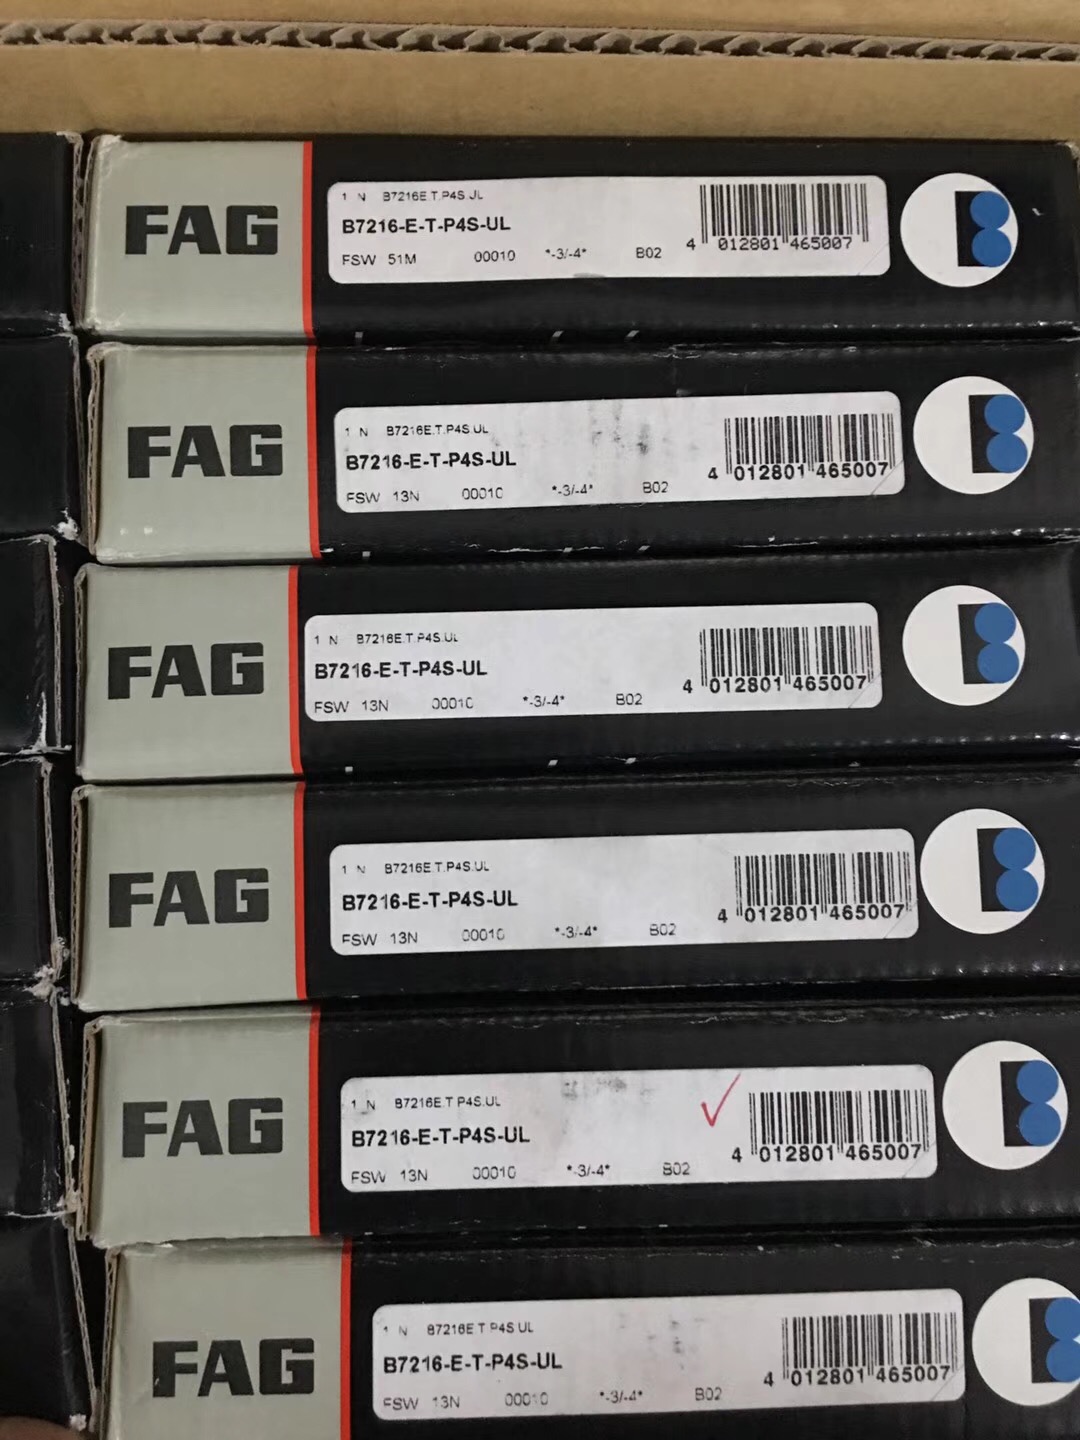 FAG
1 N B7216E.T.P4S.UL
B7216-E-T-P4S-UL
FSW 51M 00010 *-3/-4* B02
4 012801 465007
FAG
1 N B7216E.T.P4S.UL
B7216-E-T-P4S-UL
FSW 13N 00010 *-3/-4* B02
4 012801 465007
FAG
1 N B7216E.T.P4S.UL
B7216-E-T-P4S-UL
FSW 13N 00010 *-3/-4* B02
4 012801 465007
FAG
1 N B7216E.T.P4S.UL
B7216-E-T-P4S-UL
FSW 13N 00010 *-3/-4* B02
4 012801 465007
FAG
1 N B7216E.T.P4S.UL
B7216-E-T-P4S-UL
FSW 13N 00010 *-3/-4* B02
4 012801 465007
FAG
1 N B7216E.T.P4S.UL
B7216-E-T-P4S-UL
FSW 13N 00010 *-3/-4* B02
4 012801 465007